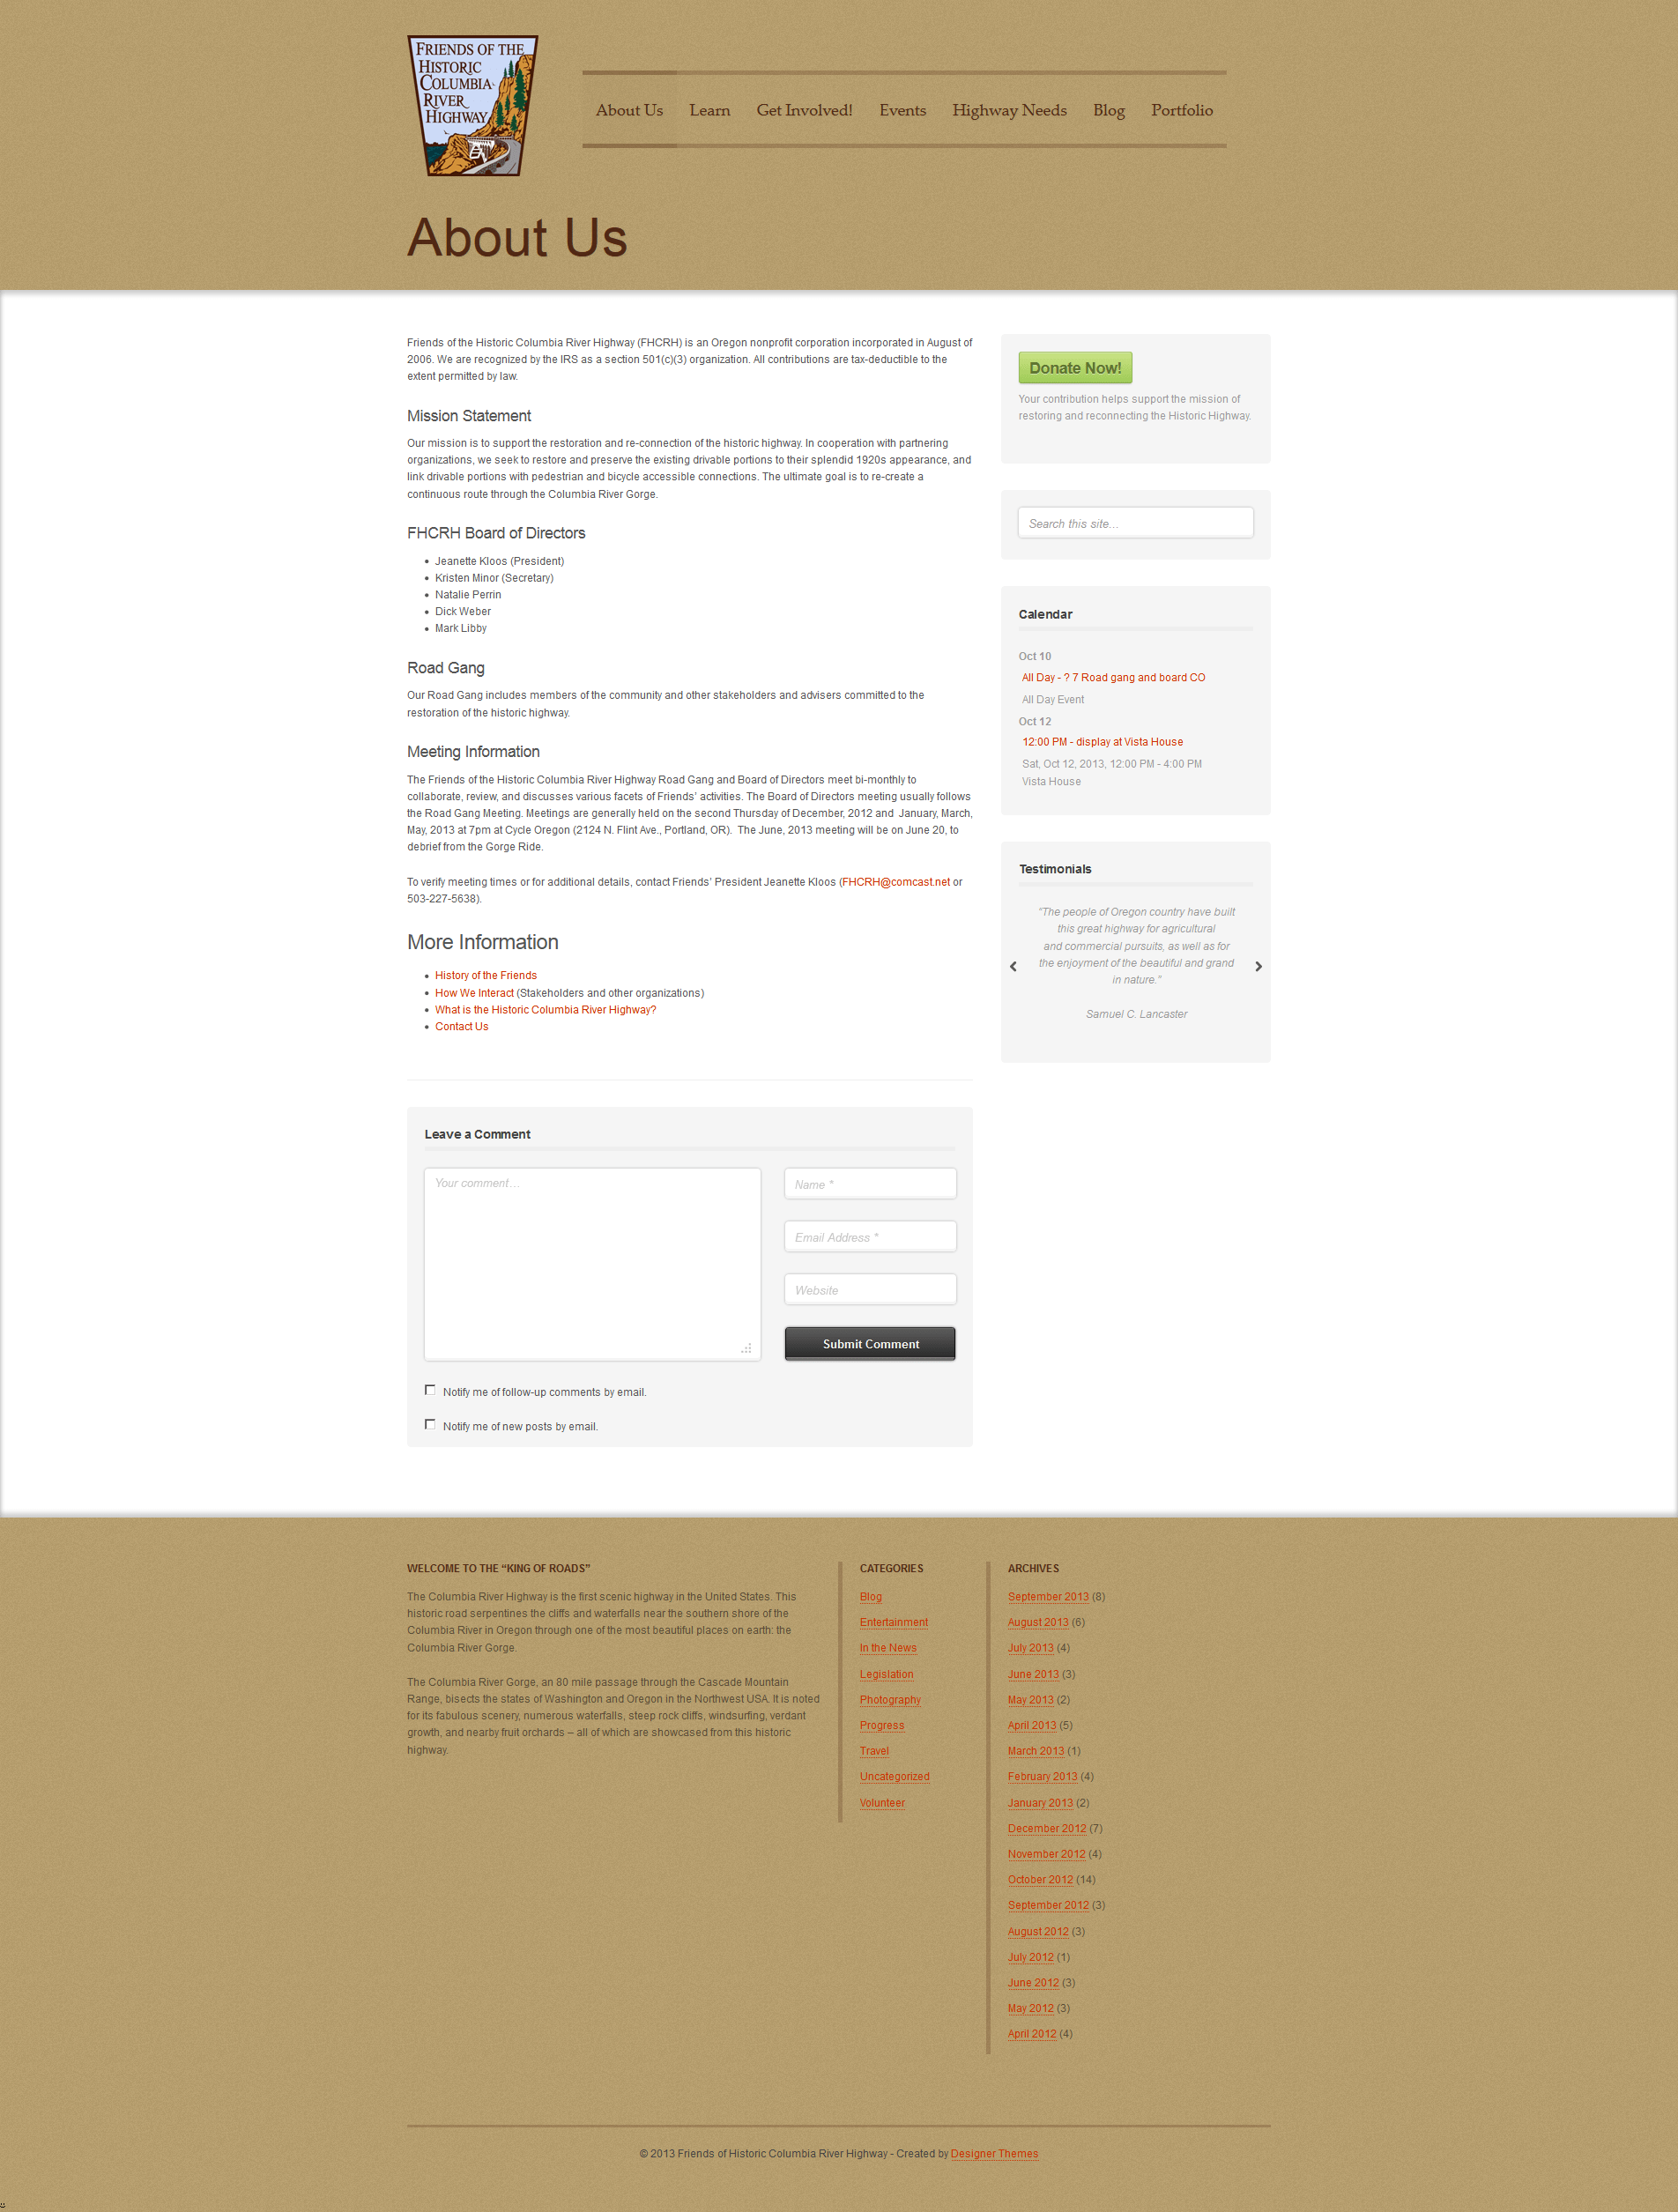 FRIENDS OF THE
HISTORIC
COLUMBIA
RIVER
HIGHWAY
About Us Learn Get Involved! Events Highway Needs Blog Portfolio
About Us
Friends of the Historic Columbia River Highway (FHCRH) is an Oregon nonprofit corporation incorporated in August of
2006. We are recognized by the IRS as a section 501(c)(3) organization. All contributions are tax-deductible to the
extent permitted by law.
Mission Statement
Our mission is to support the restoration and re-connection of the historic highway. In cooperation with partnering
organizations, we seek to restore and preserve the existing drivable portions to their splendid 1920s appearance, and
link drivable portions with pedestrian and bicycle accessible connections. The ultimate goal is to re-create a
continuous route through the Columbia River Gorge.
FHCRH Board of Directors
• Jeanette Kloos (President)
• Kristen Minor (Secretary)
• Natalie Perrin
• Dick Weber
• Mark Libby
Road Gang
Our Road Gang includes members of the community and other stakeholders and advisers committed to the
restoration of the historic highway.
Meeting Information
The Friends of the Historic Columbia River Highway Road Gang and Board of Directors meet bi-monthly to
collaborate, review, and discusses various facets of Friends’ activities. The Board of Directors meeting usually follows
the Road Gang Meeting. Meetings are generally held on the second Thursday of December, 2012 and  January, March,
May, 2013 at 7pm at Cycle Oregon (2124 N. Flint Ave., Portland, OR).  The June, 2013 meeting will be on June 20, to
debrief from the Gorge Ride.
To verify meeting times or for additional details, contact Friends’ President Jeanette Kloos (FHCRH@comcast.net or
503-227-5638).
More Information
• History of the Friends
• How We Interact (Stakeholders and other organizations)
• What is the Historic Columbia River Highway?
• Contact Us
Leave a Comment
Your comment…
Name *
Email Address *
Website
Submit Comment
Notify me of follow-up comments by email.
Notify me of new posts by email.
Donate Now!
Your contribution helps support the mission of
restoring and reconnecting the Historic Highway.
Search this site...
Calendar
Oct 10
All Day - ? 7 Road gang and board CO
All Day Event
Oct 12
12:00 PM - display at Vista House
Sat, Oct 12, 2013, 12:00 PM - 4:00 PM
Vista House
Testimonials
"The people of Oregon country have built
this great highway for agricultural
and commercial pursuits, as well as for
the enjoyment of the beautiful and grand
in nature."
Samuel C. Lancaster
WELCOME TO THE “KING OF ROADS”
The Columbia River Highway is the first scenic highway in the United States. This
historic road serpentines the cliffs and waterfalls near the southern shore of the
Columbia River in Oregon through one of the most beautiful places on earth: the
Columbia River Gorge.
The Columbia River Gorge, an 80 mile passage through the Cascade Mountain
Range, bisects the states of Washington and Oregon in the Northwest USA. It is noted
for its fabulous scenery, numerous waterfalls, steep rock cliffs, windsurfing, verdant
growth, and nearby fruit orchards – all of which are showcased from this historic
highway.
CATEGORIES
Blog
Entertainment
In the News
Legislation
Photography
Progress
Travel
Uncategorized
Volunteer
ARCHIVES
September 2013 (8)
August 2013 (6)
July 2013 (4)
June 2013 (3)
May 2013 (2)
April 2013 (5)
March 2013 (1)
February 2013 (4)
January 2013 (2)
December 2012 (7)
November 2012 (4)
October 2012 (14)
September 2012 (3)
August 2012 (3)
July 2012 (1)
June 2012 (3)
May 2012 (3)
April 2012 (4)
© 2013 Friends of Historic Columbia River Highway - Created by Designer Themes